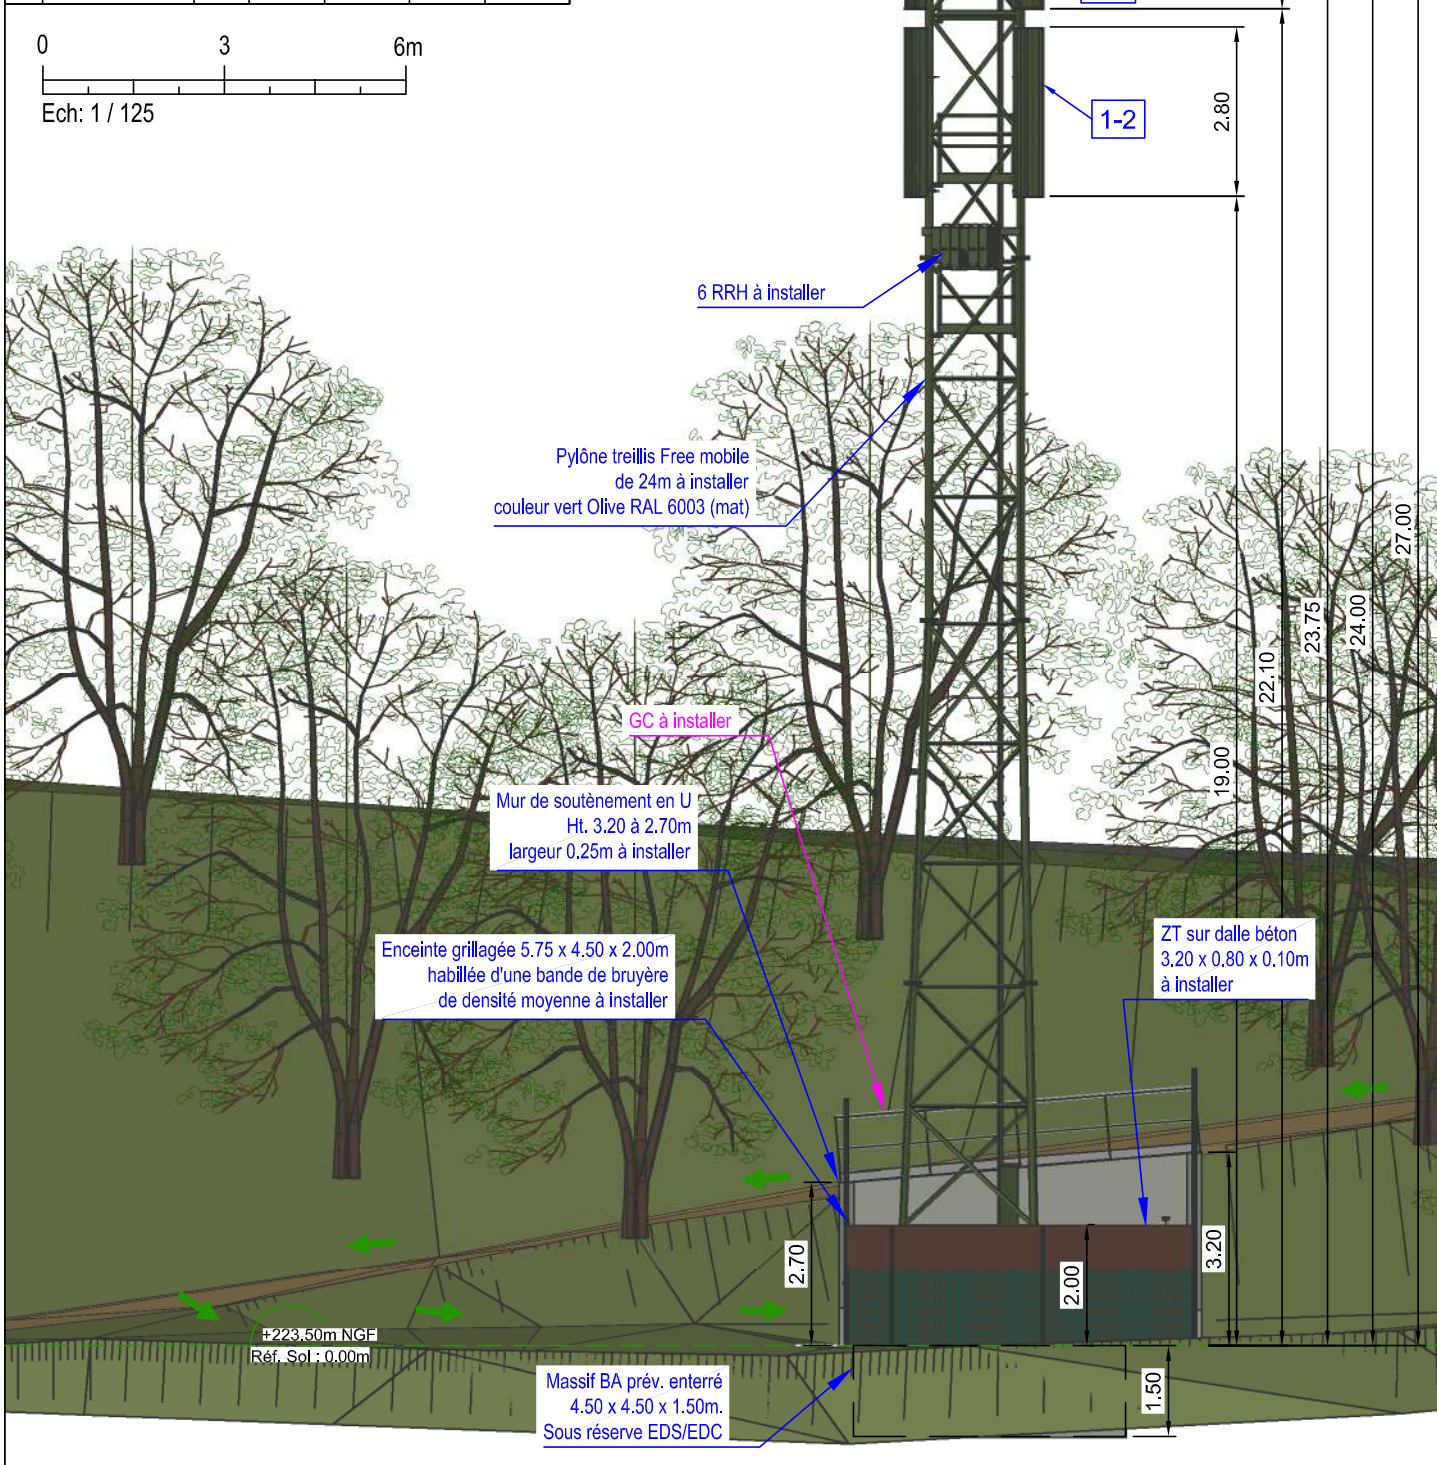 0 3 6m
Ech: 1 / 125
1-2
2.80
6 RRH à installer
Pylône treillis Free mobile
de 24m à installer
couleur vert Olive RAL 6003 (mat)
27.00
24.00
23.75
22.10
19.00
GC à installer
Mur de soutènement en U
Ht. 3.20 à 2.70m
largeur 0.25m à installer
Enceinte grillagée 5.75 x 4.50 x 2.00m
habillée d'une bande de bruyère
de densité moyenne à installer
ZT sur dalle béton
3.20 x 0.80 x 0.10m
à installer
2.70
2.00
3.20
+223.50m NGF
Réf. Sol : 0.00m
Massif BA prév. enterré
4.50 x 4.50 x 1.50m.
Sous réserve EDS/EDC
1.50